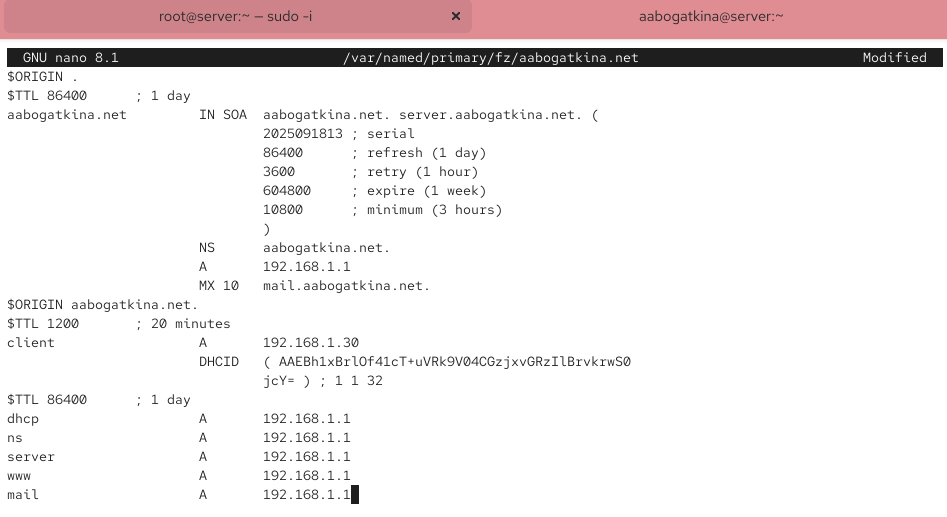 root@server:~ — sudo -i
×
aabogatkina@server:~
GNU nano 8.1 /var/named/primary/fz/aabogatkina.net Modified
$ORIGIN .
$TTL 86400 ; 1 day
aabogatkina.net IN SOA aabogatkina.net. server.aabogatkina.net. (
2025091813 ; serial
86400 ; refresh (1 day)
3600 ; retry (1 hour)
604800 ; expire (1 week)
10800 ; minimum (3 hours)
)
NS aabogatkina.net.
A 192.168.1.1
MX 10 mail.aabogatkina.net.
$ORIGIN aabogatkina.net.
$TTL 1200 ; 20 minutes
client A 192.168.1.30
DHCID ( AAEBh1xBrlOf41cT+uVRk9V04CGzjxvGRzIlBrvkrwS0
jcY= ) ; 1 1 32
$TTL 86400 ; 1 day
dhcp A 192.168.1.1
ns A 192.168.1.1
server A 192.168.1.1
www A 192.168.1.1
mail A 192.168.1.1